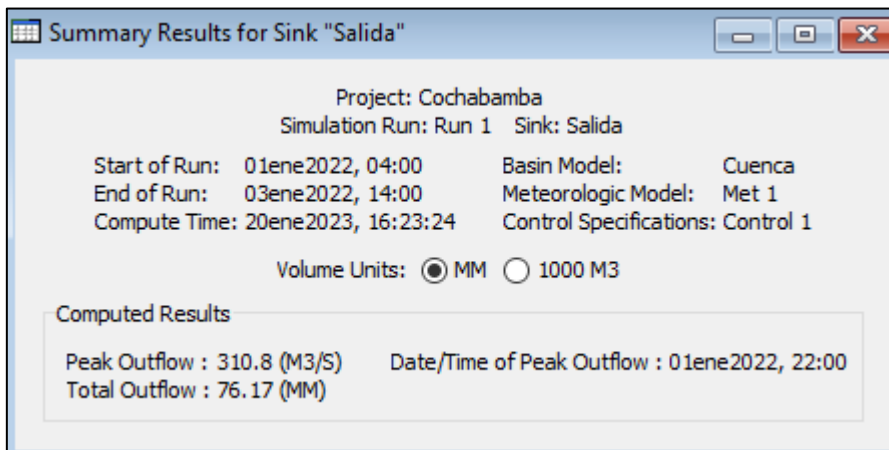 Summary Results for Sink "Salida"
Project: Cochabamba
Simulation Run: Run 1 Sink: Salida
Start of Run: 01ene2022, 04:00 Basin Model: Cuenca
End of Run: 03ene2022, 14:00 Meteorologic Model: Met 1
Compute Time: 20ene2023, 16:23:24 Control Specifications: Control 1
Volume Units: MM 1000 M3
Computed Results
Peak Outflow : 310.8 (M3/S) Date/Time of Peak Outflow : 01ene2022, 22:00
Total Outflow : 76.17 (MM)